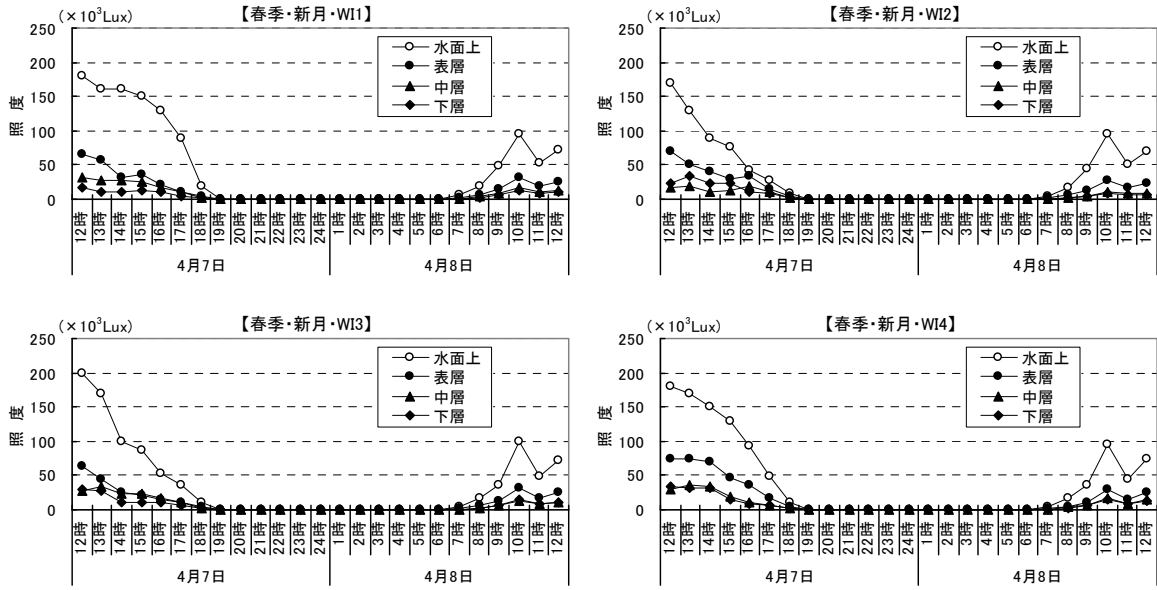 (×10³Lux) 【春季・新月・WI1】
250
200
150
100
50
0
照 度
水面上
表層
中層
下層
12時 13時 14時 15時 16時 17時 18時 19時 20時 21時 22時 23時 24時 1時 2時 3時 4時 5時 6時 7時 8時 9時 10時 11時 12時
4月7日 4月8日
(×10³Lux) 【春季・新月・WI2】
250
200
150
100
50
0
照 度
水面上
表層
中層
下層
12時 13時 14時 15時 16時 17時 18時 19時 20時 21時 22時 23時 24時 1時 2時 3時 4時 5時 6時 7時 8時 9時 10時 11時 12時
4月7日 4月8日
(×10³Lux) 【春季・新月・WI3】
250
200
150
100
50
0
照 度
水面上
表層
中層
下層
12時 13時 14時 15時 16時 17時 18時 19時 20時 21時 22時 23時 24時 1時 2時 3時 4時 5時 6時 7時 8時 9時 10時 11時 12時
4月7日 4月8日
(×10³Lux) 【春季・新月・WI4】
250
200
150
100
50
0
照 度
水面上
表層
中層
下層
12時 13時 14時 15時 16時 17時 18時 19時 20時 21時 22時 23時 24時 1時 2時 3時 4時 5時 6時 7時 8時 9時 10時 11時 12時
4月7日 4月8日